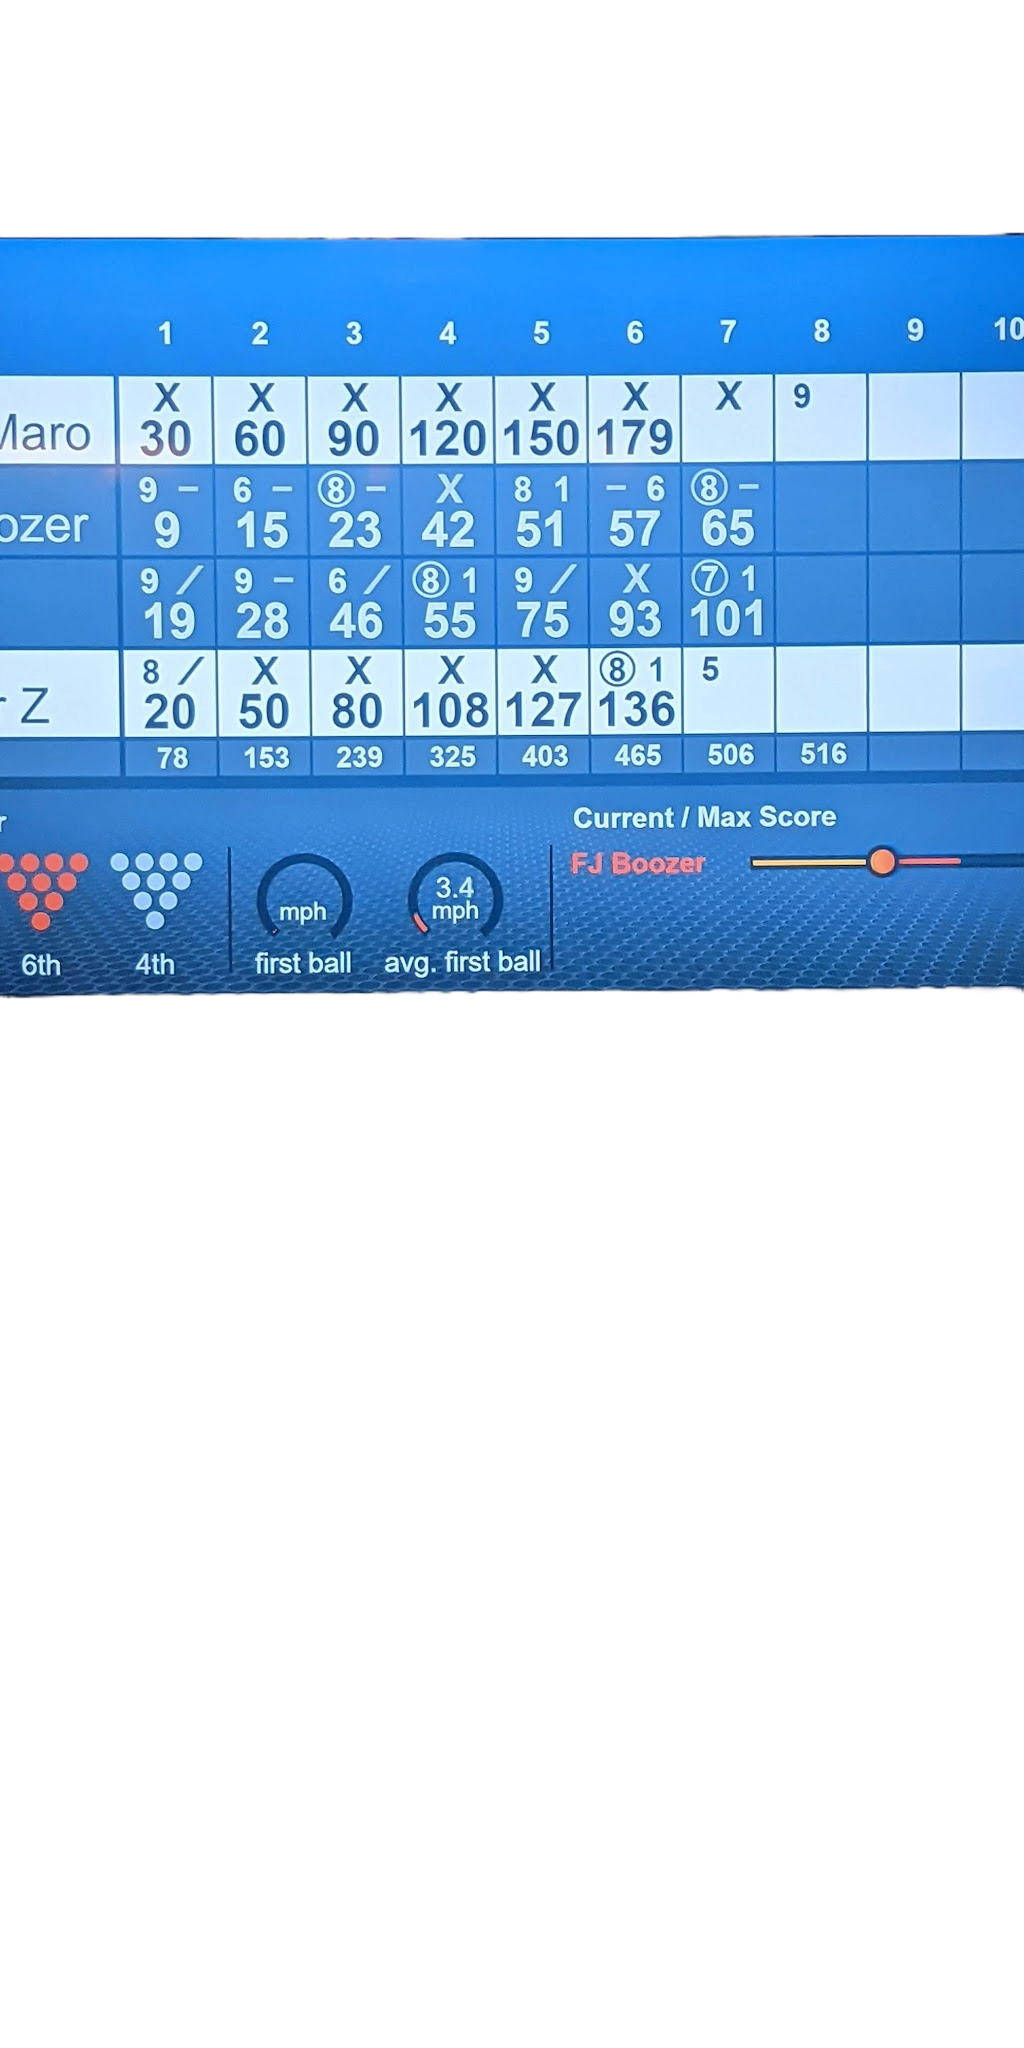 1 2 3 4 5 6 7 8 9 10
X X X X X X X 9
Maro 30 60 90 120 150 179
9 - 6 - 8 - X 8 1 - 6 8 -
ozer 9 15 23 42 51 57 65
9 / 9 - 6 / 8 1 9 / X 7 1
19 28 46 55 75 93 101
8 / X X X X 8 1 5
r Z 20 50 80 108 127 136
78 153 239 325 403 465 506 516
r
Current / Max Score
FJ Boozer
mph
3.4
mph
6th 4th first ball avg. first ball